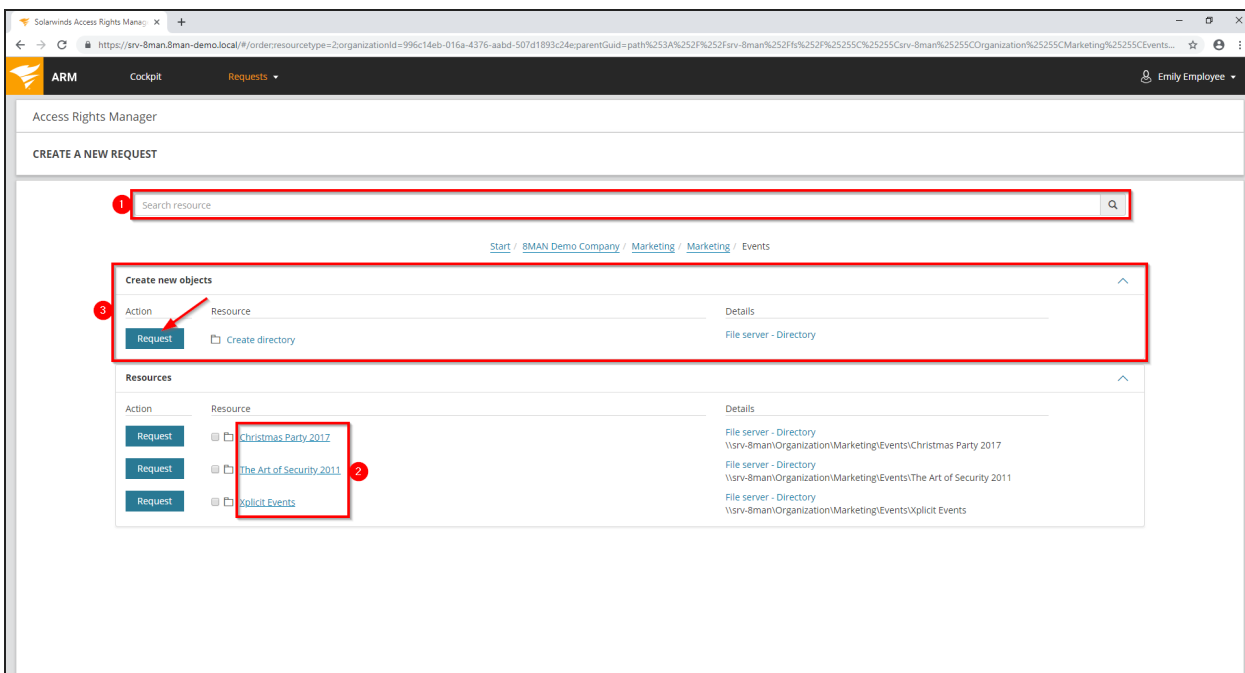 Solarwinds Access Rights Manag
https://srv-8man.8man-demo.local/#/order;resourcetype=2;organizationId=996c14eb-016a-4376-aabd-507d1893c24e;parentGuid=path%253A%252F%252Fsrv-8man%252Ffs%252F%25255C%25255Csrv-8man%25255COrganization%25255CMarketing%25255CEvents...
ARM Cockpit Requests Emily Employee
Access Rights Manager
CREATE A NEW REQUEST
1 Search resource
Start / 8MAN Demo Company / Marketing / Marketing / Events
Create new objects
3 Action Resource Details
Request Create directory File server - Directory
Resources
Action Resource Details
Request Christmas Party 2017 File server - Directory
\\srv-8man\Organization\Marketing\Events\Christmas Party 2017
Request The Art of Security 2011 2 File server - Directory
\\srv-8man\Organization\Marketing\Events\The Art of Security 2011
Request Xplicit Events File server - Directory
\\srv-8man\Organization\Marketing\Events\Xplicit Events